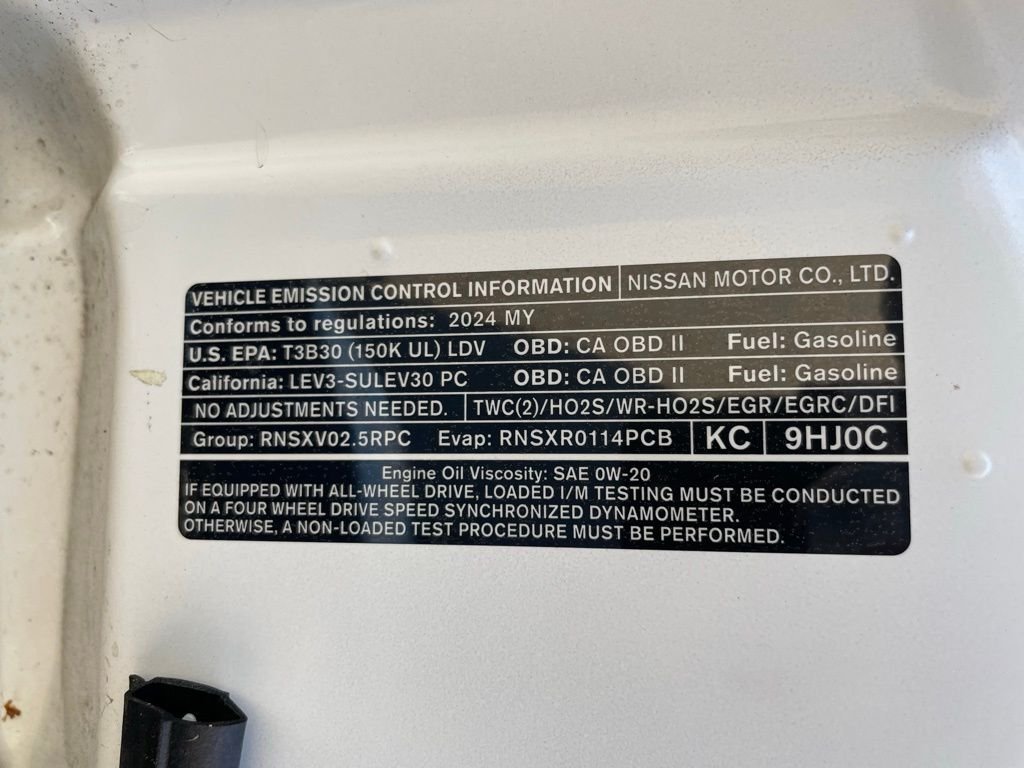 VEHICLE EMISSION CONTROL INFORMATION NISSAN MOTOR CO., LTD.
Conforms to regulations: 2024 MY
U.S. EPA: T3B30 (150K UL) LDV OBD: CA OBD II Fuel: Gasoline
California: LEV3-SULEV30 PC OBD: CA OBD II Fuel: Gasoline
NO ADJUSTMENTS NEEDED. TWC(2)/HO2S/WR-HO2S/EGR/EGRC/DFI
Group: RNSXV02.5RPC Evap: RNSXR0114PCB KC 9HJ0C
Engine Oil Viscosity: SAE 0W-20
IF EQUIPPED WITH ALL-WHEEL DRIVE, LOADED I/M TESTING MUST BE CONDUCTED
ON A FOUR WHEEL DRIVE SPEED SYNCHRONIZED DYNAMOMETER.
OTHERWISE, A NON-LOADED TEST PROCEDURE MUST BE PERFORMED.